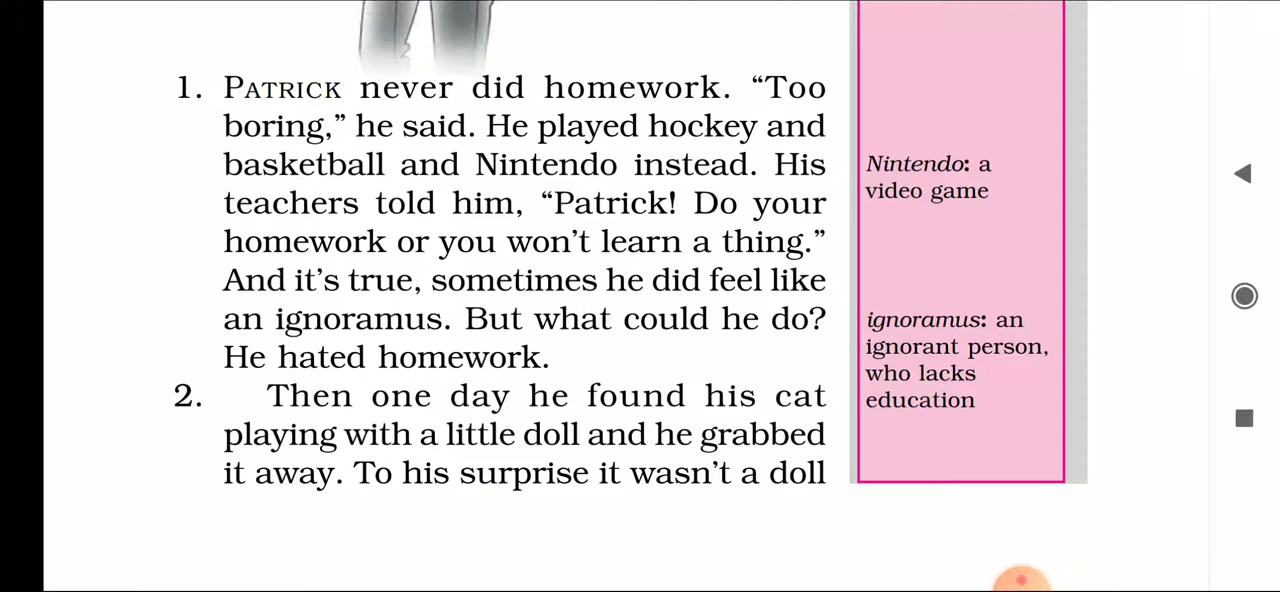 1. PATRICK never did homework. “Too
boring,” he said. He played hockey and
basketball and Nintendo instead. His
teachers told him, “Patrick! Do your
homework or you won’t learn a thing.”
And it’s true, sometimes he did feel like
an ignoramus. But what could he do?
He hated homework.
2. Then one day he found his cat
playing with a little doll and he grabbed
it away. To his surprise it wasn’t a doll
Nintendo: a
video game
ignoramus: an
ignorant person,
who lacks
education